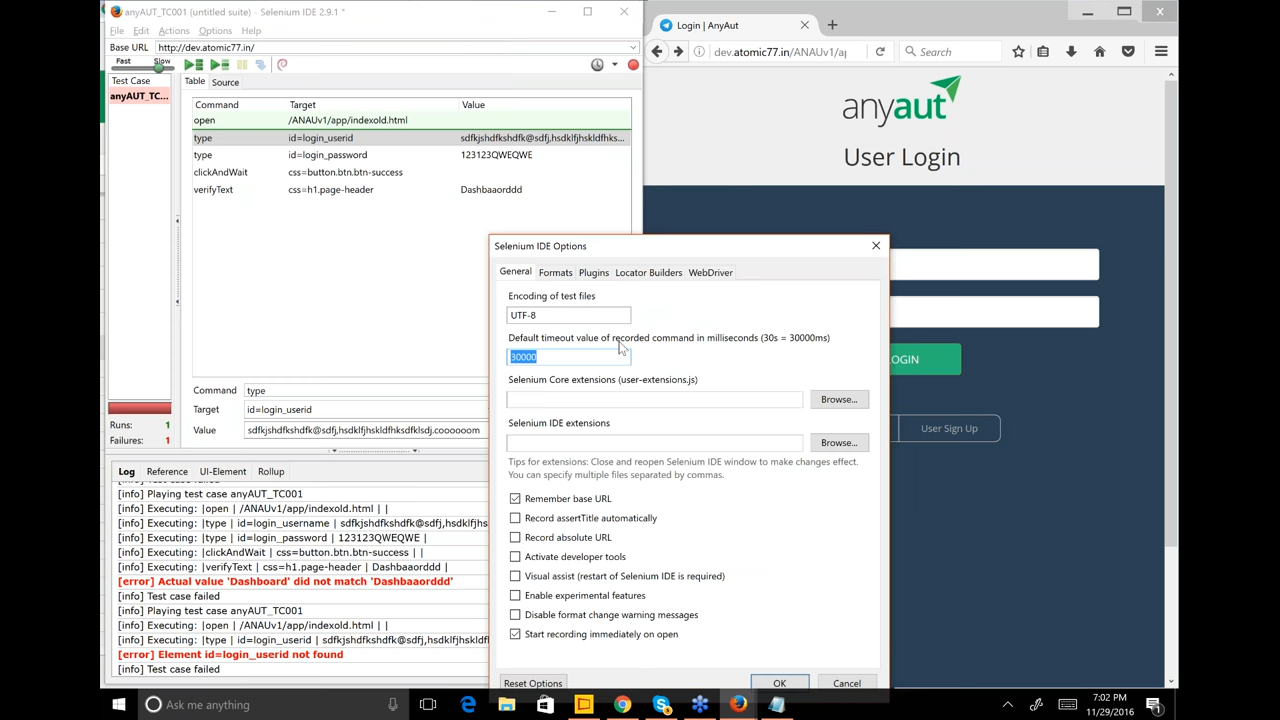 anyAUT_TC001 (untitled suite) - Selenium IDE 2.9.1 *
File Edit Actions Options Help
Base URL http://dev.atomic77.in/
Fast Slow
Test Case
anyAUT_TC...
Table Source
Command Target Value
open /ANAUv1/app/indexold.html
type id=login_userid sdfkjshdfkshdfk@sdfj,hsdklfjhskldfhks...
type id=login_password 123123QWEQWE
clickAndWait css=button.btn.btn-success
verifyText css=h1.page-header Dashbaaorddd
Command type
Target id=login_userid
Value sdfkjshdfkshdfk@sdfj,hsdklfjhskldfhksdfklsdj.cooooooom
Runs: 1
Failures: 1
Log Reference UI-Element Rollup
[info] Playing test case anyAUT_TC001
[info] Executing: |open | /ANAUv1/app/indexold.html | |
[info] Executing: |type | id=login_username | sdfkjshdfkshdfk@sdfj,hsdk
[info] Executing: |type | id=login_password | 123123QWEQWE |
[info] Executing: |clickAndWait | css=button.btn.btn-success | |
[info] Executing: |verifyText | css=h1.page-header | Dashbaaorddd |
[error] Actual value 'Dashboard' did not match 'Dashbaaorddd'
[info] Test case failed
[info] Playing test case anyAUT_TC001
[info] Executing: |open | /ANAUv1/app/indexold.html | |
[info] Executing: |type | id=login_userid | sdfkjshdfkshdfk@sdfj,hsdklfjhsk
[error] Element id=login_userid not found
[info] Test case failed
Login | AnyAut
dev.atomic77.in/ANAUv1/ap
Search
anyaut
User Login
OGIN
User Sign Up
Selenium IDE Options
General Formats Plugins Locator Builders WebDriver
Encoding of test files
UTF-8
Default timeout value of recorded command in milliseconds (30s = 30000ms)
30000
Selenium Core extensions (user-extensions.js)
Browse...
Selenium IDE extensions
Browse...
Tips for extensions: Close and reopen Selenium IDE window to make changes effect.
You can specify multiple files separated by commas.
Remember base URL
Record assertTitle automatically
Record absolute URL
Activate developer tools
Visual assist (restart of Selenium IDE is required)
Enable experimental features
Disable format change warning messages
Start recording immediately on open
Reset Options OK Cancel
Ask me anything
7:02 PM
11/29/2016
1